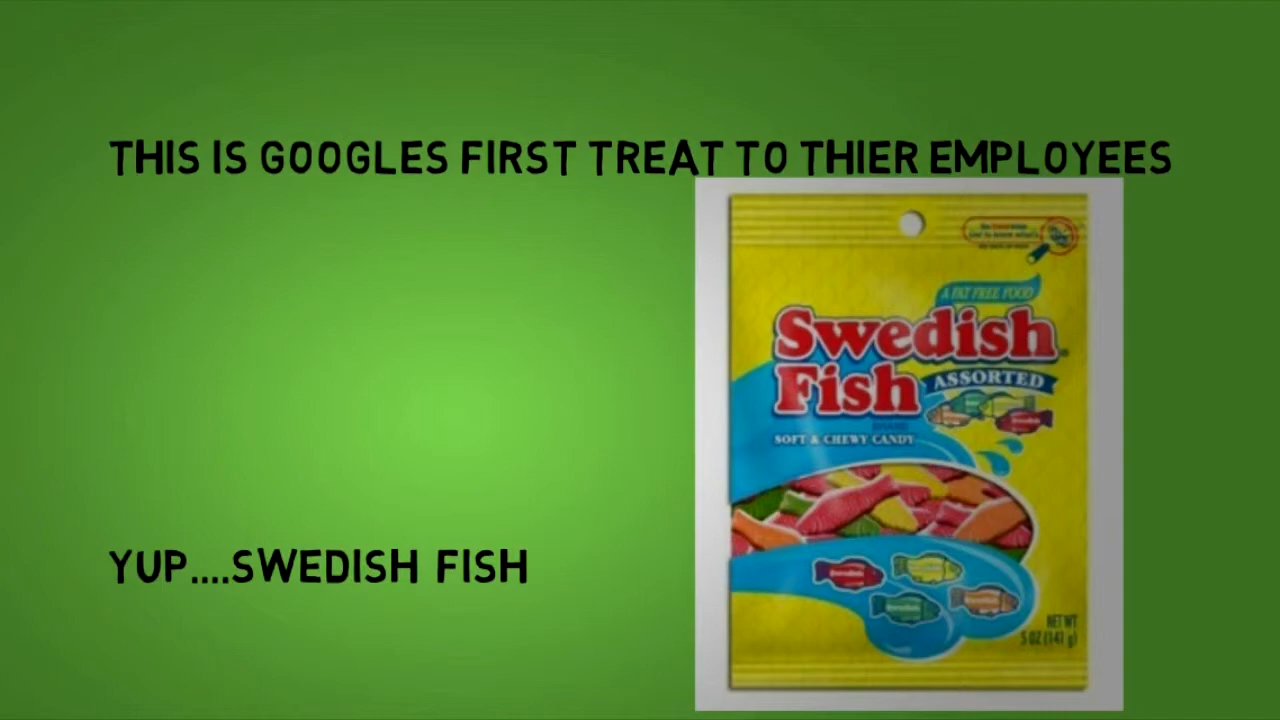 THIS IS GOOGLES FIRST TREAT TO THIER EMPLOYEES
A FAT FREE FOOD
Swedish
Fish
ASSORTED
SOFT & CHEWY CANDY
YUP....SWEDISH FISH
NET WT
5 OZ (141 g)